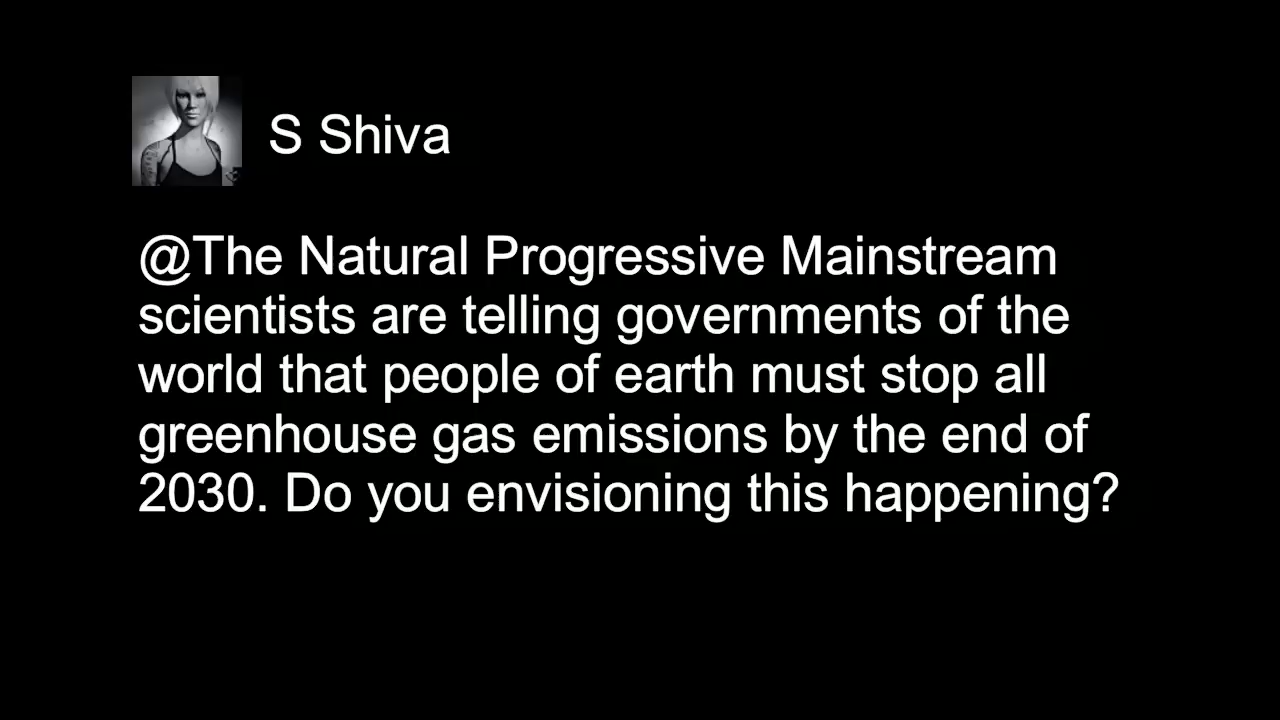 S Shiva
@The Natural Progressive Mainstream
scientists are telling governments of the
world that people of earth must stop all
greenhouse gas emissions by the end of
2030. Do you envisioning this happening?